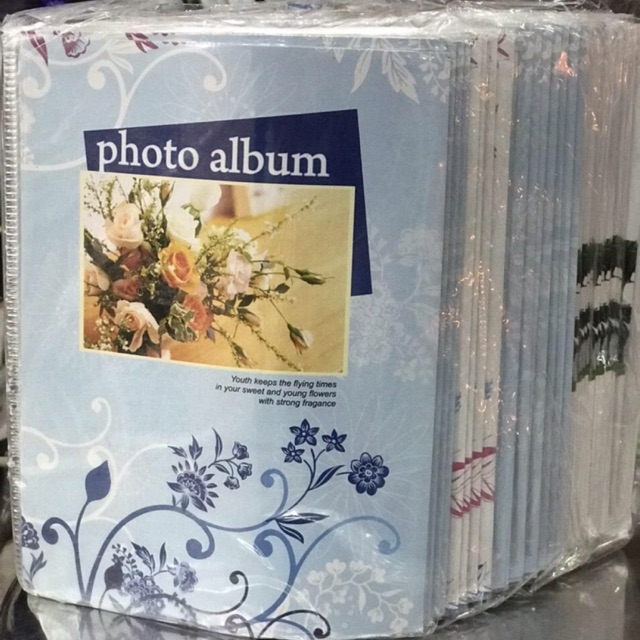 photo album
Youth keeps the flying times
in your sweet and young flowers
with strong fragance